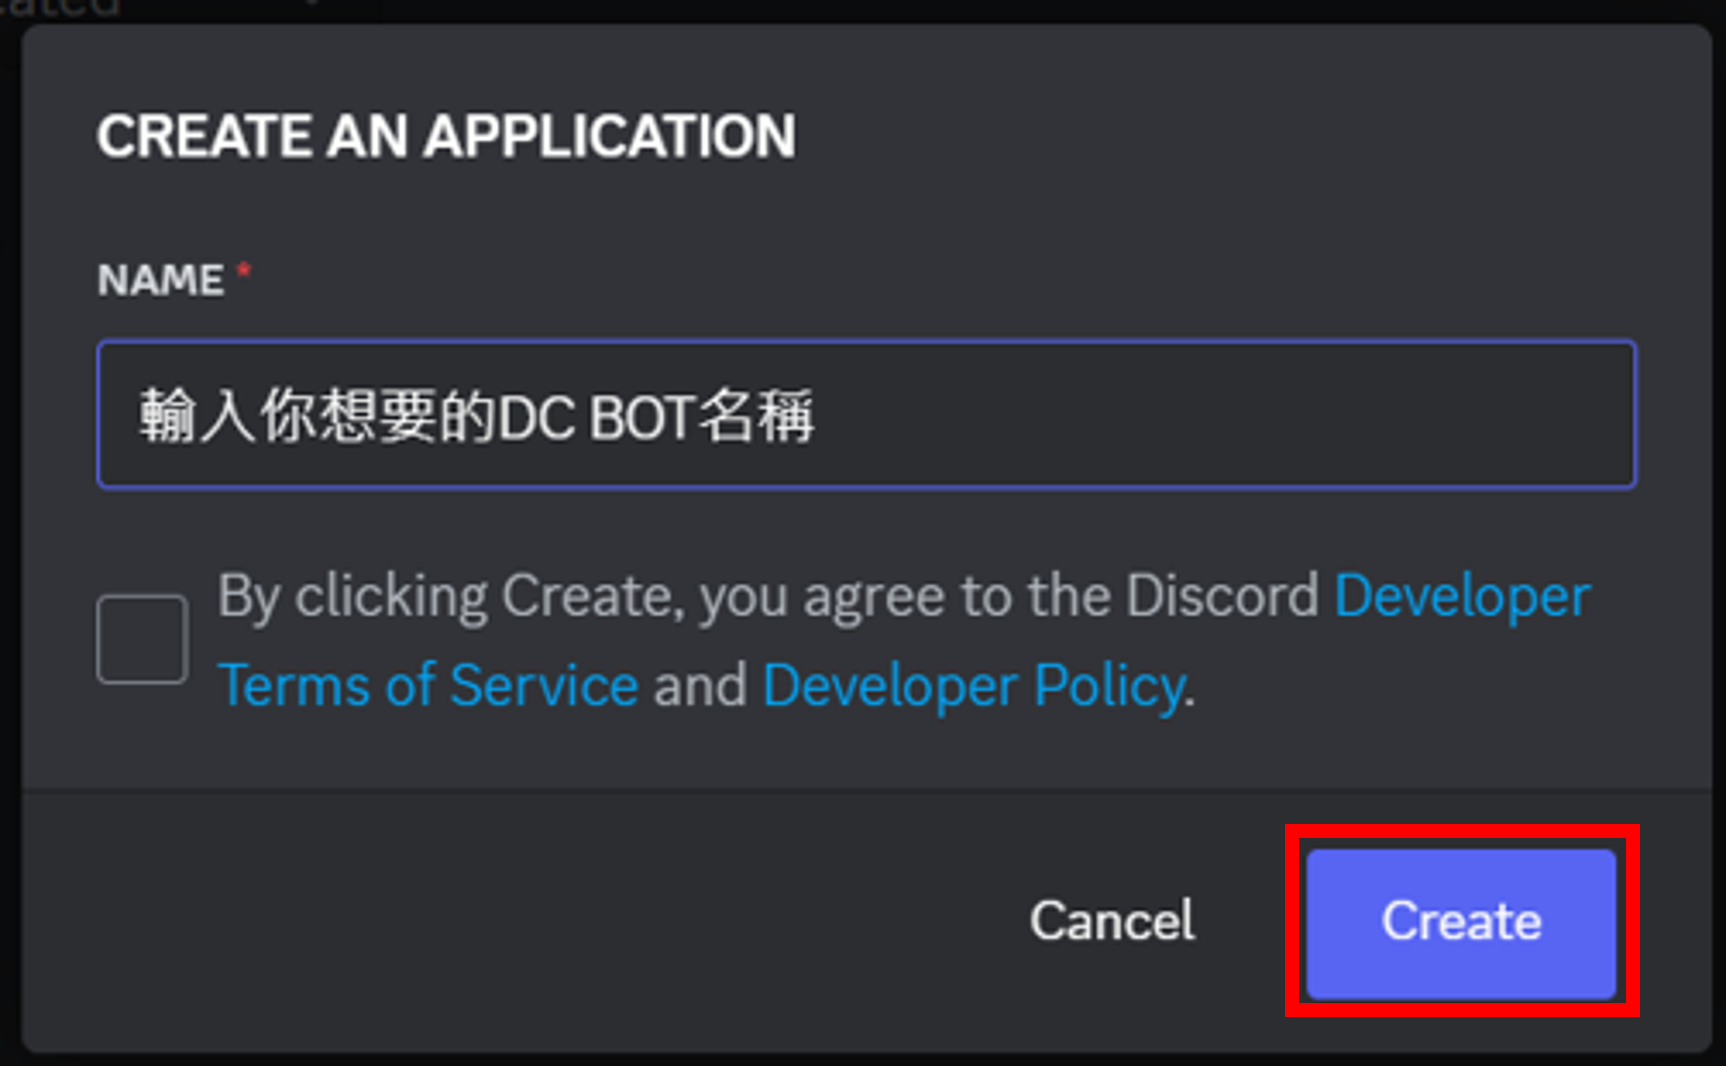 CREATE AN APPLICATION
NAME *
輸入你想要的DC BOT名稱
By clicking Create, you agree to the Discord Developer
Terms of Service and Developer Policy.
Cancel
Create